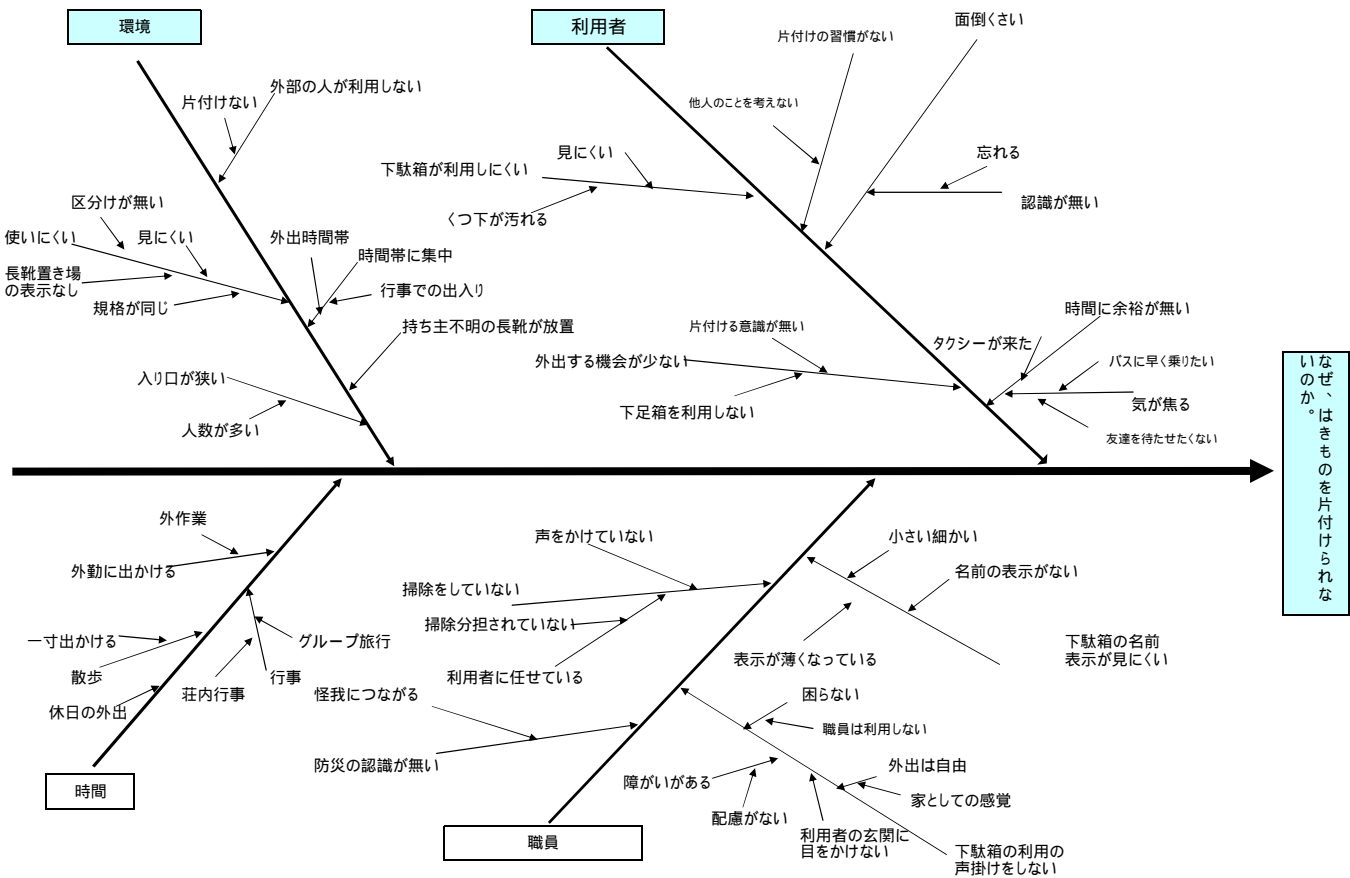 環境
利用者
片付けない
外部の人が利用しない
区分けが無い
使いにくい
見にくい
長靴置き場
の表示なし
規格が同じ
外出時間帯
時間帯に集中
行事での出入り
持ち主不明の長靴が放置
入り口が狭い
人数が多い
面倒くさい
片付けの習慣がない
他人のことを考えない
見にくい
下駄箱が利用しにくい
くつ下が汚れる
忘れる
認識が無い
片付ける意識が無い
外出する機会が少ない
下足箱を利用しない
時間に余裕が無い
タクシーが来た
バスに早く乗りたい
気が焦る
友達を待たせたくない
なぜ、はきものを片付けられな
いのか。
外作業
外勤に出かける
一寸出かける
散歩
休日の外出
グループ旅行
行事
荘内行事
時間
声をかけていない
掃除をしていない
掃除分担されていない
利用者に任せている
怪我につながる
防災の認識が無い
小さい細かい
名前の表示がない
表示が薄くなっている
下駄箱の名前
表示が見にくい
困らない
職員は利用しない
障がいがある
配慮がない
利用者の玄関に
目をかけない
外出は自由
家としての感覚
下駄箱の利用の
声掛けをしない
職員